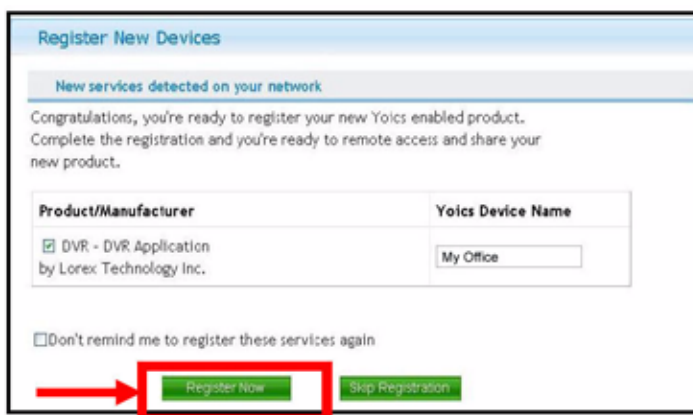 Register New Devices
New services detected on your network
Congratulations, you're ready to register your new Yoics enabled product.
Complete the registration and you're ready to remote access and share your
new product.
Product/Manufacturer Yoics Device Name
DVR - DVR Application
by Lorex Technology Inc.
My Office
Don't remind me to register these services again
Register Now Skip Registration